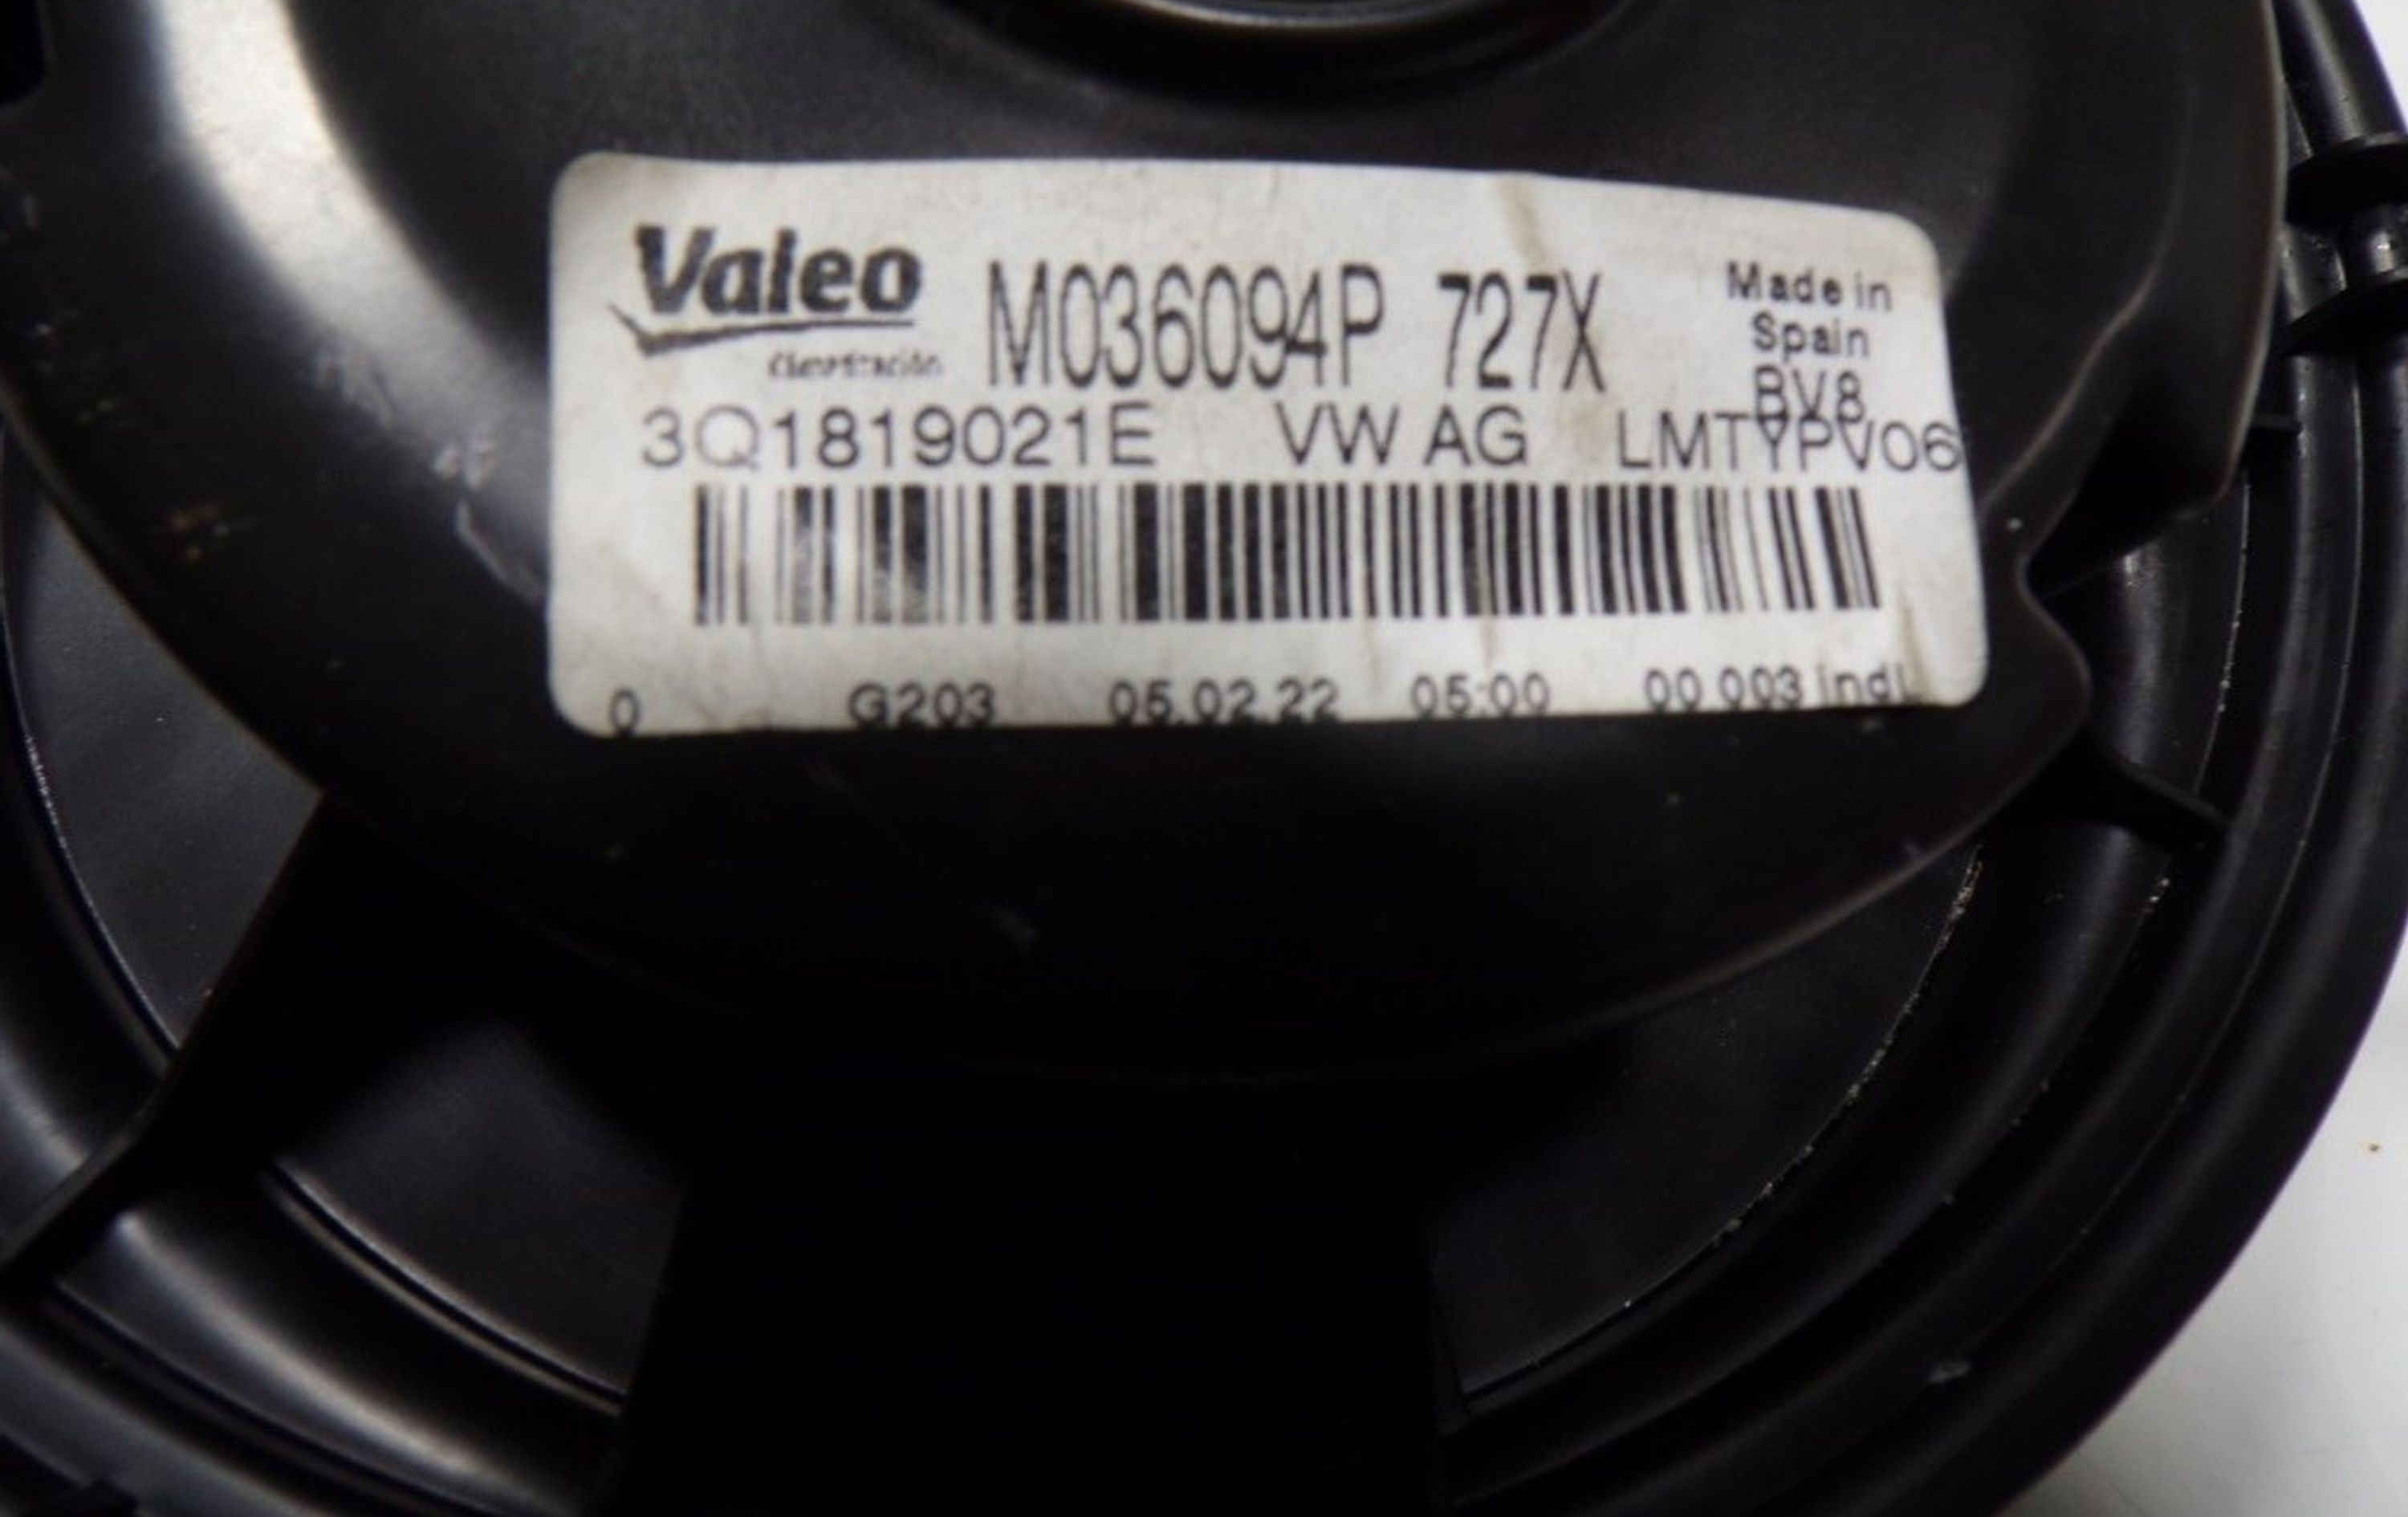 Valeo M036094P 727X Made in
Spain
Climatización BV8
3Q1819021E VW AG LMTYPV06
0 G203 05.02.22 05:00 00 003 indL